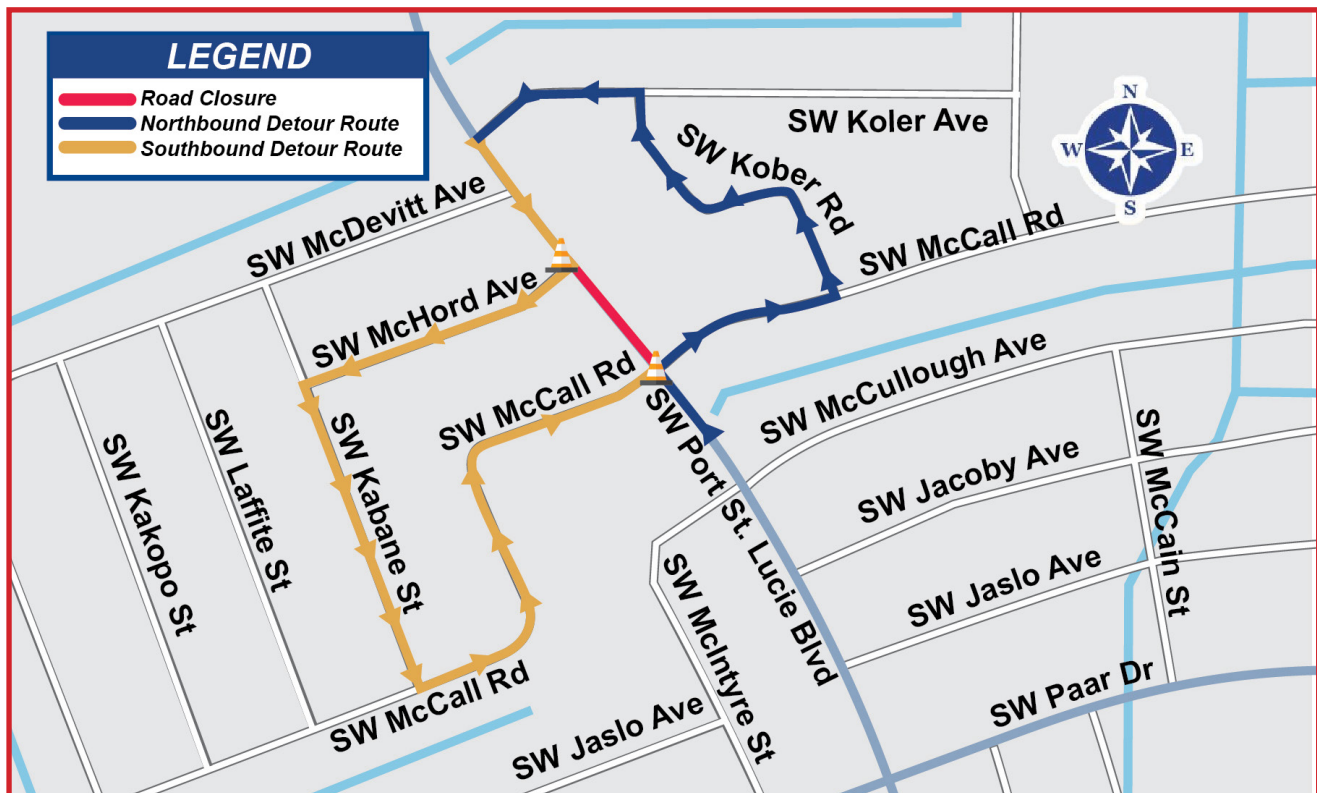 LEGEND
Road Closure
Northbound Detour Route
Southbound Detour Route
N
W
E
S
SW Koler Ave
SW Kober Rd
SW McDevitt Ave
SW McCall Rd
SW McHord Ave
SW McCall Rd
SW McCullough Ave
SW Port St. Lucie Blvd
SW Kakopo St
SW Laffite St
SW Kabane St
SW Jacoby Ave
SW McCain St
SW Jaslo Ave
SW McIntyre St
SW McCall Rd
SW Jaslo Ave
SW Paar Dr